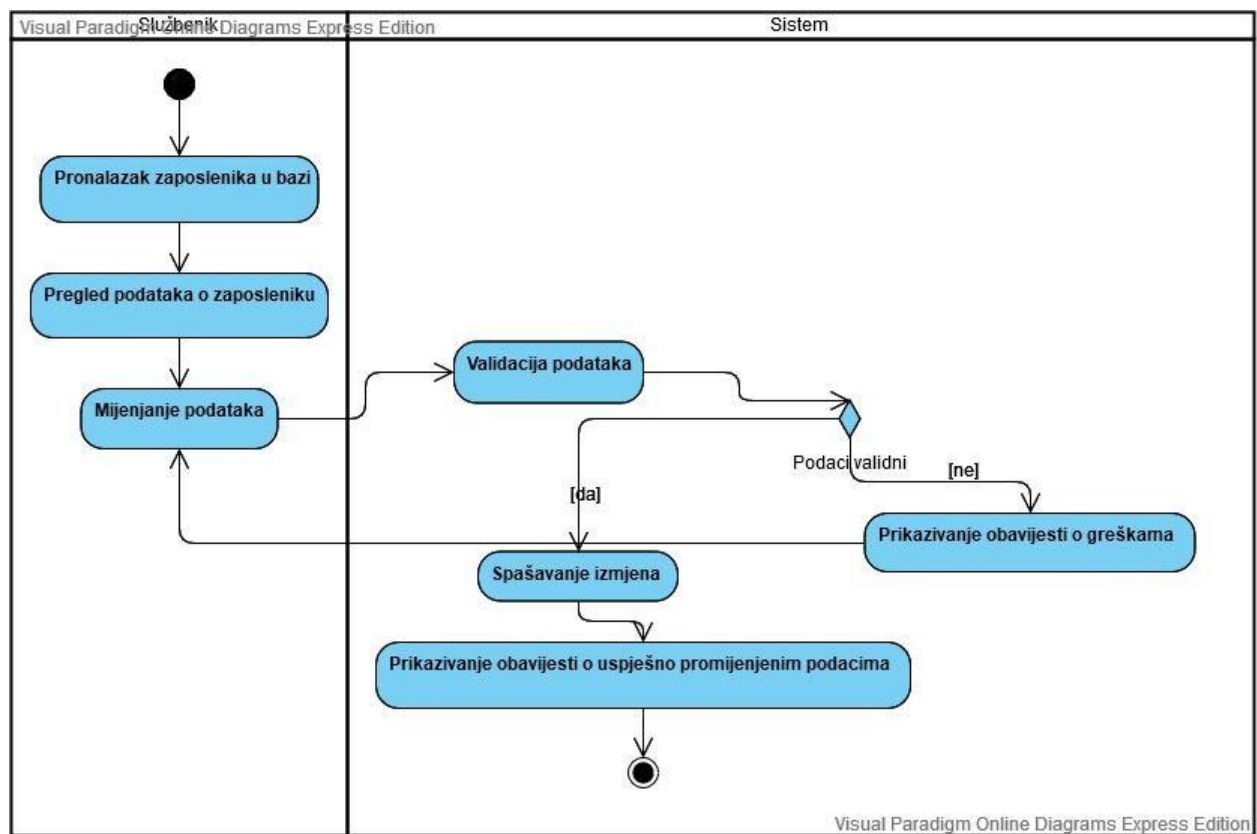 Službenik
Visual Paradigm Online Diagrams Express Edition
Sistem
Pronalazak zaposlenika u bazi
Pregled podataka o zaposleniku
Mijenjanje podataka
Validacija podataka
Podaci validni
[ne]
[da]
Prikazivanje obavijesti o greškama
Spašavanje izmjena
Prikazivanje obavijesti o uspješno promijenjenim podacima
Visual Paradigm Online Diagrams Express Edition